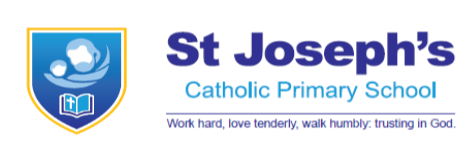 St Joseph's
Catholic Primary School
Work hard, love tenderly, walk humbly: trusting in God.